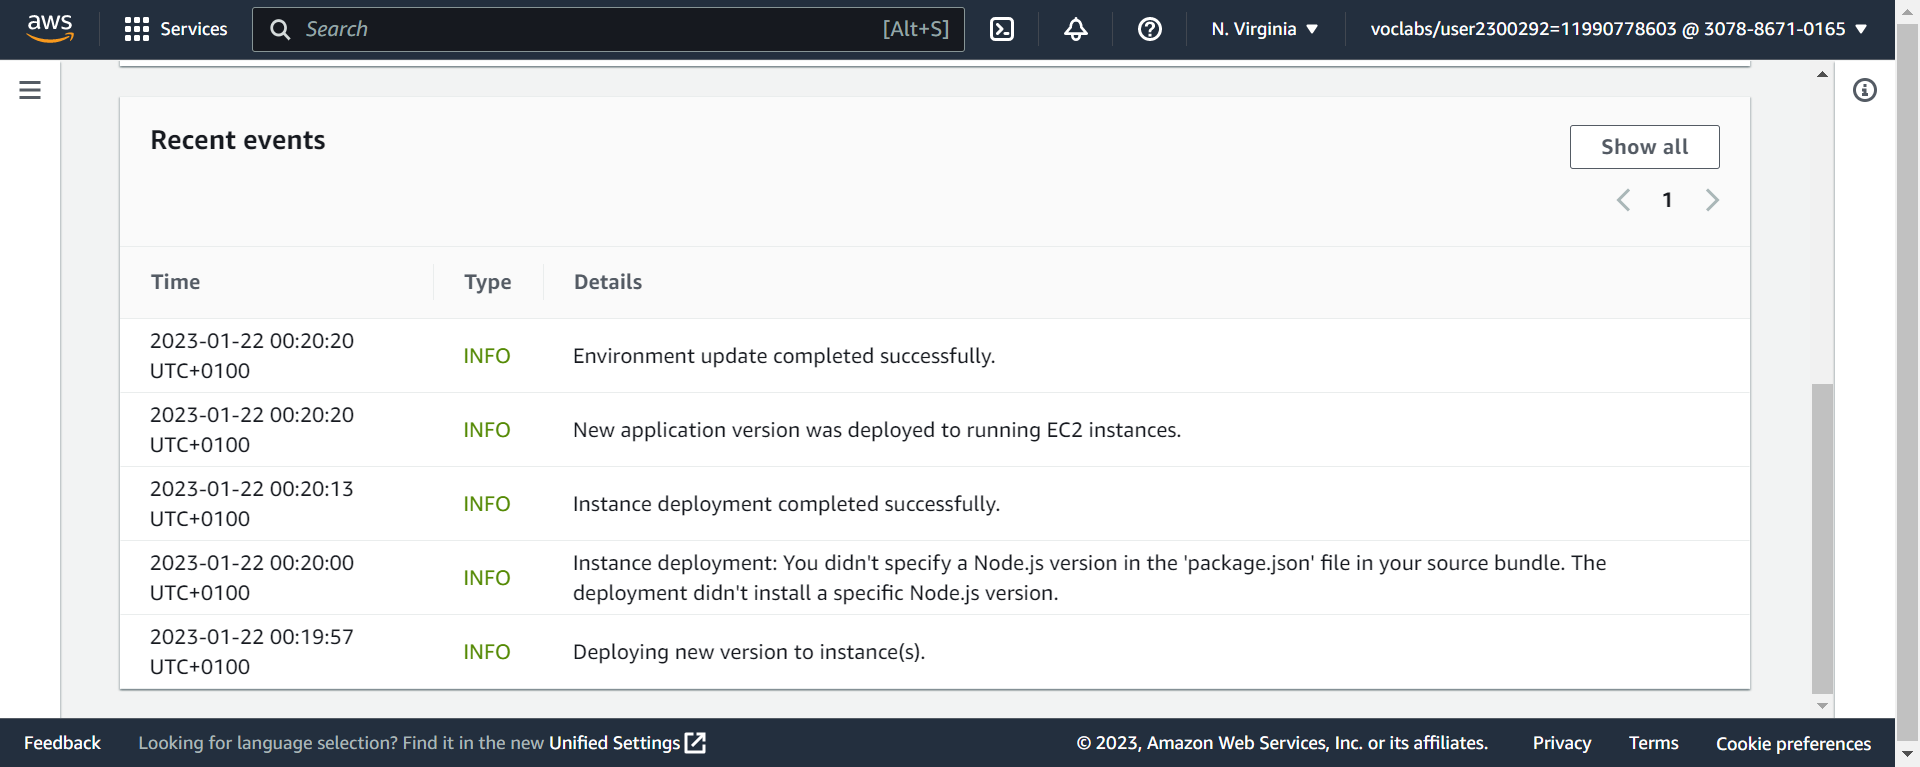 aws
Services
Search
[Alt+S]
N. Virginia
voclabs/user2300292=11990778603 @ 3078-8671-0165
Recent events
Show all
1
Time
Type
Details
2023-01-22 00:20:20
UTC+0100
INFO
Environment update completed successfully.
2023-01-22 00:20:20
UTC+0100
INFO
New application version was deployed to running EC2 instances.
2023-01-22 00:20:13
UTC+0100
INFO
Instance deployment completed successfully.
2023-01-22 00:20:00
UTC+0100
INFO
Instance deployment: You didn't specify a Node.js version in the 'package.json' file in your source bundle. The
deployment didn't install a specific Node.js version.
2023-01-22 00:19:57
UTC+0100
INFO
Deploying new version to instance(s).
Feedback
Looking for language selection? Find it in the new Unified Settings
© 2023, Amazon Web Services, Inc. or its affiliates.
Privacy
Terms
Cookie preferences